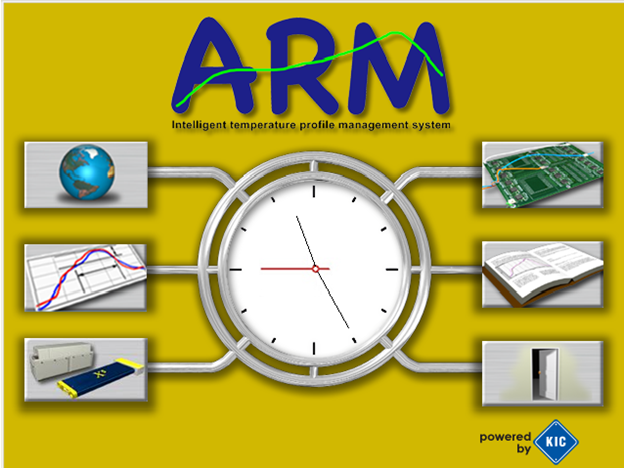 ARM
Intelligent temperature profile management system
powered
by
KIC